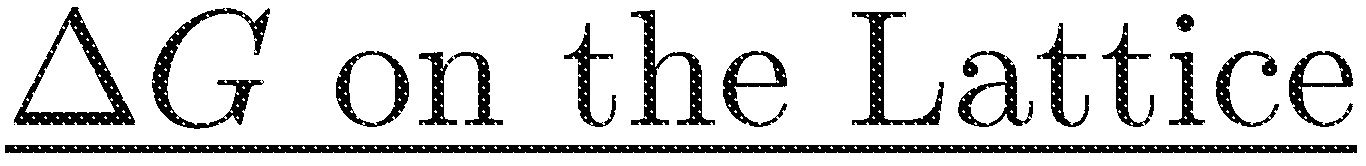 ΔG on the Lattice